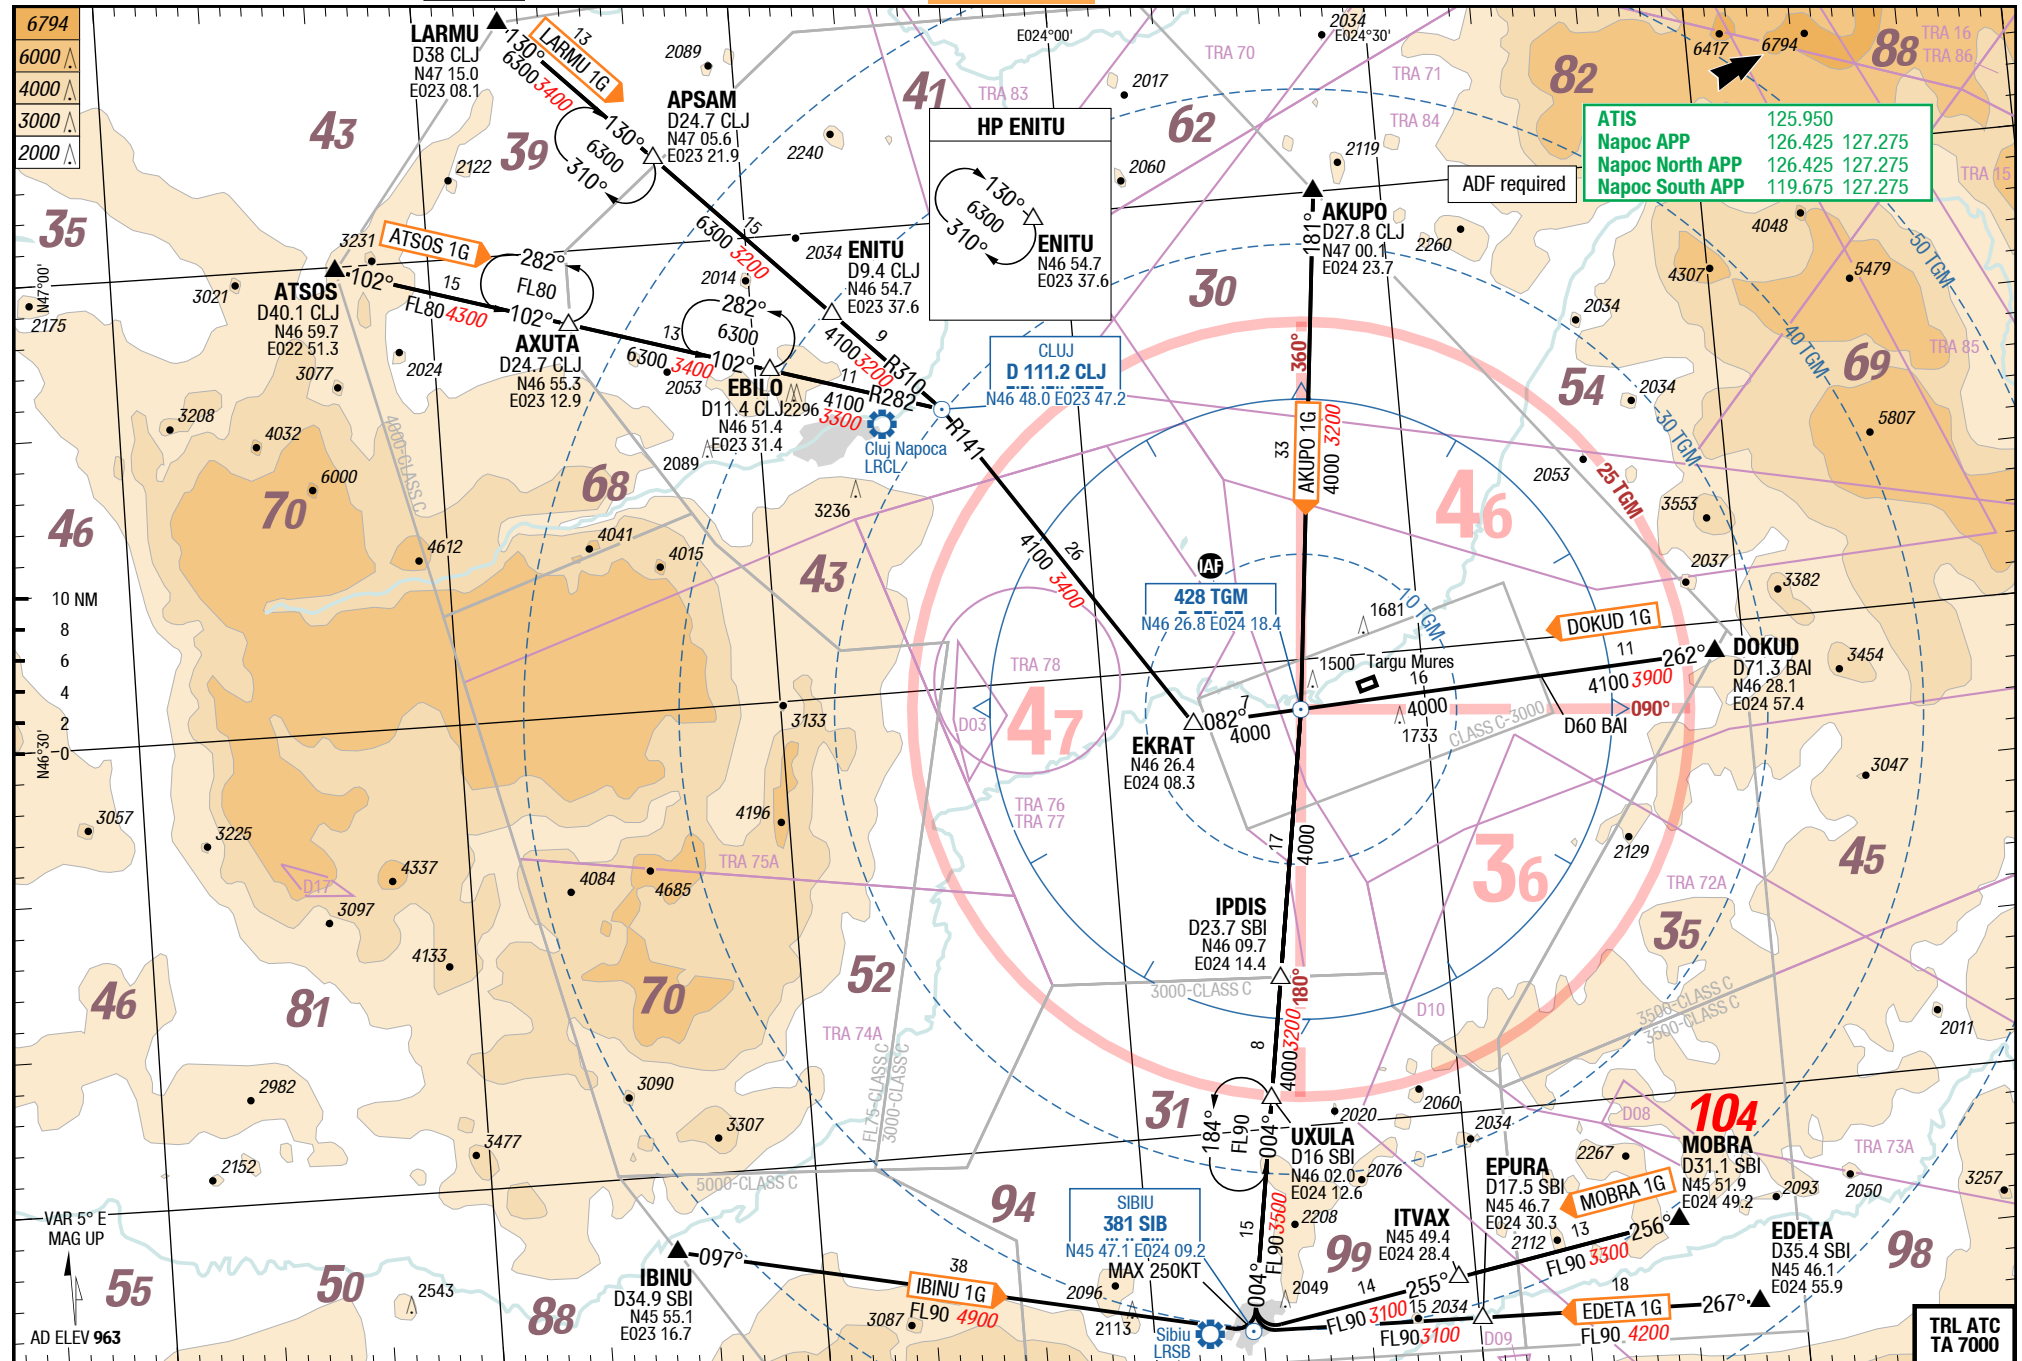 6794
6000
4000
3000
2000
LARMU
D38 CLJ
N47 15.0
E023 08.1
130°
6300 3400
13
LARMU 1G
2089
APSAM
D24.7 CLJ
N47 05.6
E023 21.9
130°
6300
310°
43
39
41
62
82
88
2122
2240
2017
2060
2119
2034
E024°00'
E024°30'
TRA 83
TRA 70
TRA 71
TRA 84
TRA 16
TRA 86
TRA 15
6417
6794
HP ENITU
130°
6300
310°
ENITU
N46 54.7
E023 37.6
ADF required
ATIS 125.950
Napoc APP 126.425 127.275
Napoc North APP 126.425 127.275
Napoc South APP 119.675 127.275
35
3231
ATSOS 1G
282°
FL80
102°
N47°00'
2175
3021
ATSOS
D40.1 CLJ
N46 59.7
E022 51.3
102°
15
FL80 4300
AXUTA
D24.7 CLJ
N46 55.3
E023 12.9
2024
3077
3208
4032
6000
70
46
4612
4000-CLASS C
15
6300 3200
2034
2014
ENITU
D9.4 CLJ
N46 54.7
E023 37.6
282°
6300
102°
13
6300 3400
2053
EBILO
D11.4 CLJ
N46 51.4
E023 31.4
2296
11
R282
4100
3300
9
4100 3200
R310
CLUJ
D 111.2 CLJ
N46 48.0 E023 47.2
Cluj Napoca
LRCL
2089
68
3236
4041
4015
43
R141
26
4100 3400
AKUPO
D27.8 CLJ
N47 00.1
E024 23.7
181°
30
360°
33
AKUPO 1G
4000 3200
2260
4048
4307
5479
2034
50 TGM
40 TGM
30 TGM
25 TGM
10 TGM
54
69
TRA 85
2034
5807
2053
3553
2037
3382
46
IAF
428 TGM
N46 26.8 E024 18.4
1681
1500
Targu Mures
DOKUD 1G
11
262°
4100 3900
DOKUD
D71.3 BAI
N46 28.1
E024 57.4
D60 BAI
3454
16
4000
1733
090°
CLASS C-3000
10 NM
8
6
4
2
0
N46°30'
TRA 78
47
D03
TRA 76
TRA 77
3133
4196
7
082°
4000
EKRAT
N46 26.4
E024 08.3
17
4000
36
3047
45
2129
TRA 72A
35
3057
3225
D17
4337
3097
4133
4084
4685
TRA 75A
46
81
70
52
TRA 74A
FL75-CLASS C
3000-CLASS C
IPDIS
D23.7 SBI
N46 09.7
E024 14.4
180°
3000-CLASS C
8
4000 3200
D10
3500-CLASS C
3500-CLASS C
2011
2982
3477
2152
3090
3307
31
184°
FL90
004°
UXULA
D16 SBI
N46 02.0
E024 12.6
2020
2060
2034
2076
2208
D08
104
2267
MOBRA
D31.1 SBI
N45 51.9
E024 49.2
TRA 73A
3257
2093
2050
EPURA
D17.5 SBI
N45 46.7
E024 30.3
MOBRA 1G
13
256°
2112
FL90 3300
5000-CLASS C
94
SIBIU
381 SIB
N45 47.1 E024 09.2
MAX 250KT
15
FL90 3500
004°
99
ITVAX
N45 49.4
E024 28.4
EDETA
D35.4 SBI
N45 46.1
E024 55.9
98
VAR 5° E
MAG UP
AD ELEV 963
55
50
2543
88
IBINU
D34.9 SBI
N45 55.1
E023 16.7
097°
38
IBINU 1G
FL90 4900
3087
2096
2113
Sibiu
LRSB
2049
14
255°
FL90 3100
15
2034
FL90 3100
D09
18
EDETA 1G
267°
FL90 4200
TRL ATC
TA 7000